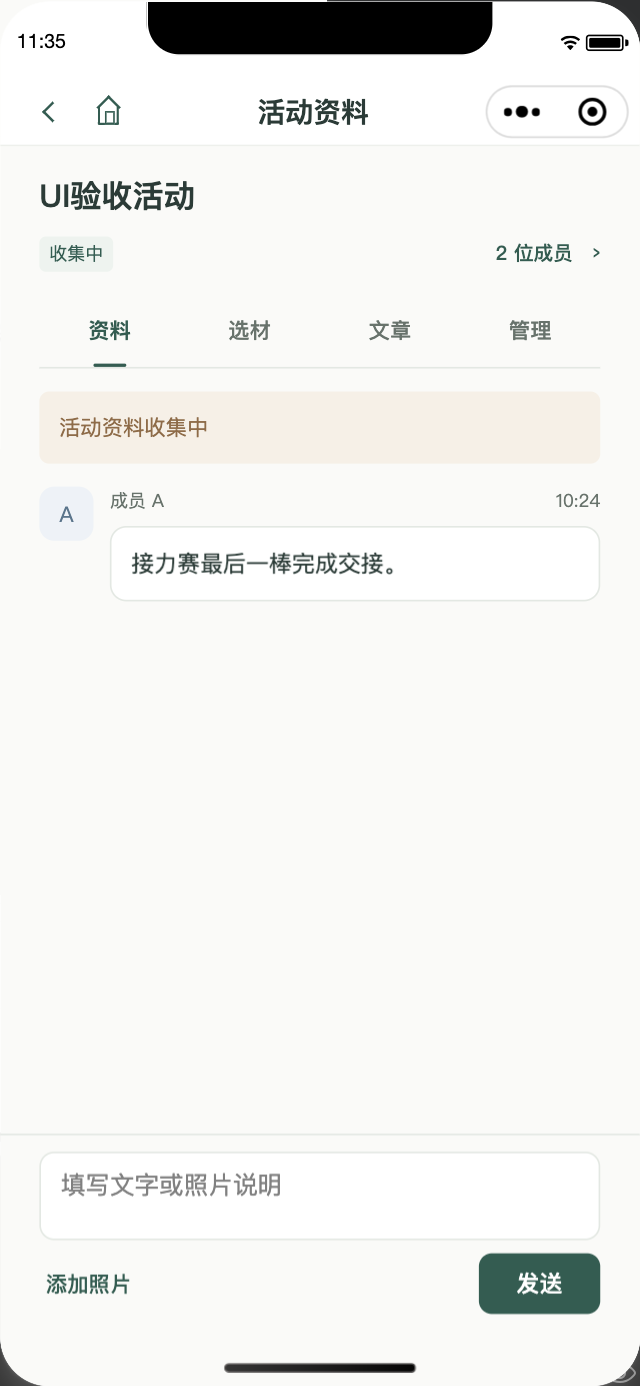 11:35
活动资料
UI验收活动
收集中
2 位成员 >
资料 选材 文章 管理
活动资料收集中
A
成员 A 10:24
接力赛最后一棒完成交接。
填写文字或照片说明
添加照片
发送